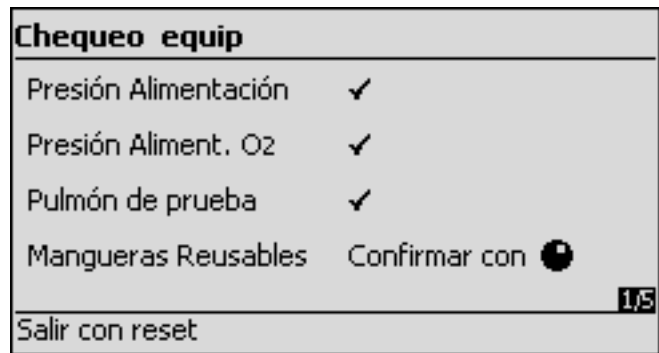 Chequeo equip
Presión Alimentación ✓
Presión Aliment. O2 ✓
Pulmón de prueba ✓
Mangueras Reusables Confirmar con
1/5
Salir con reset